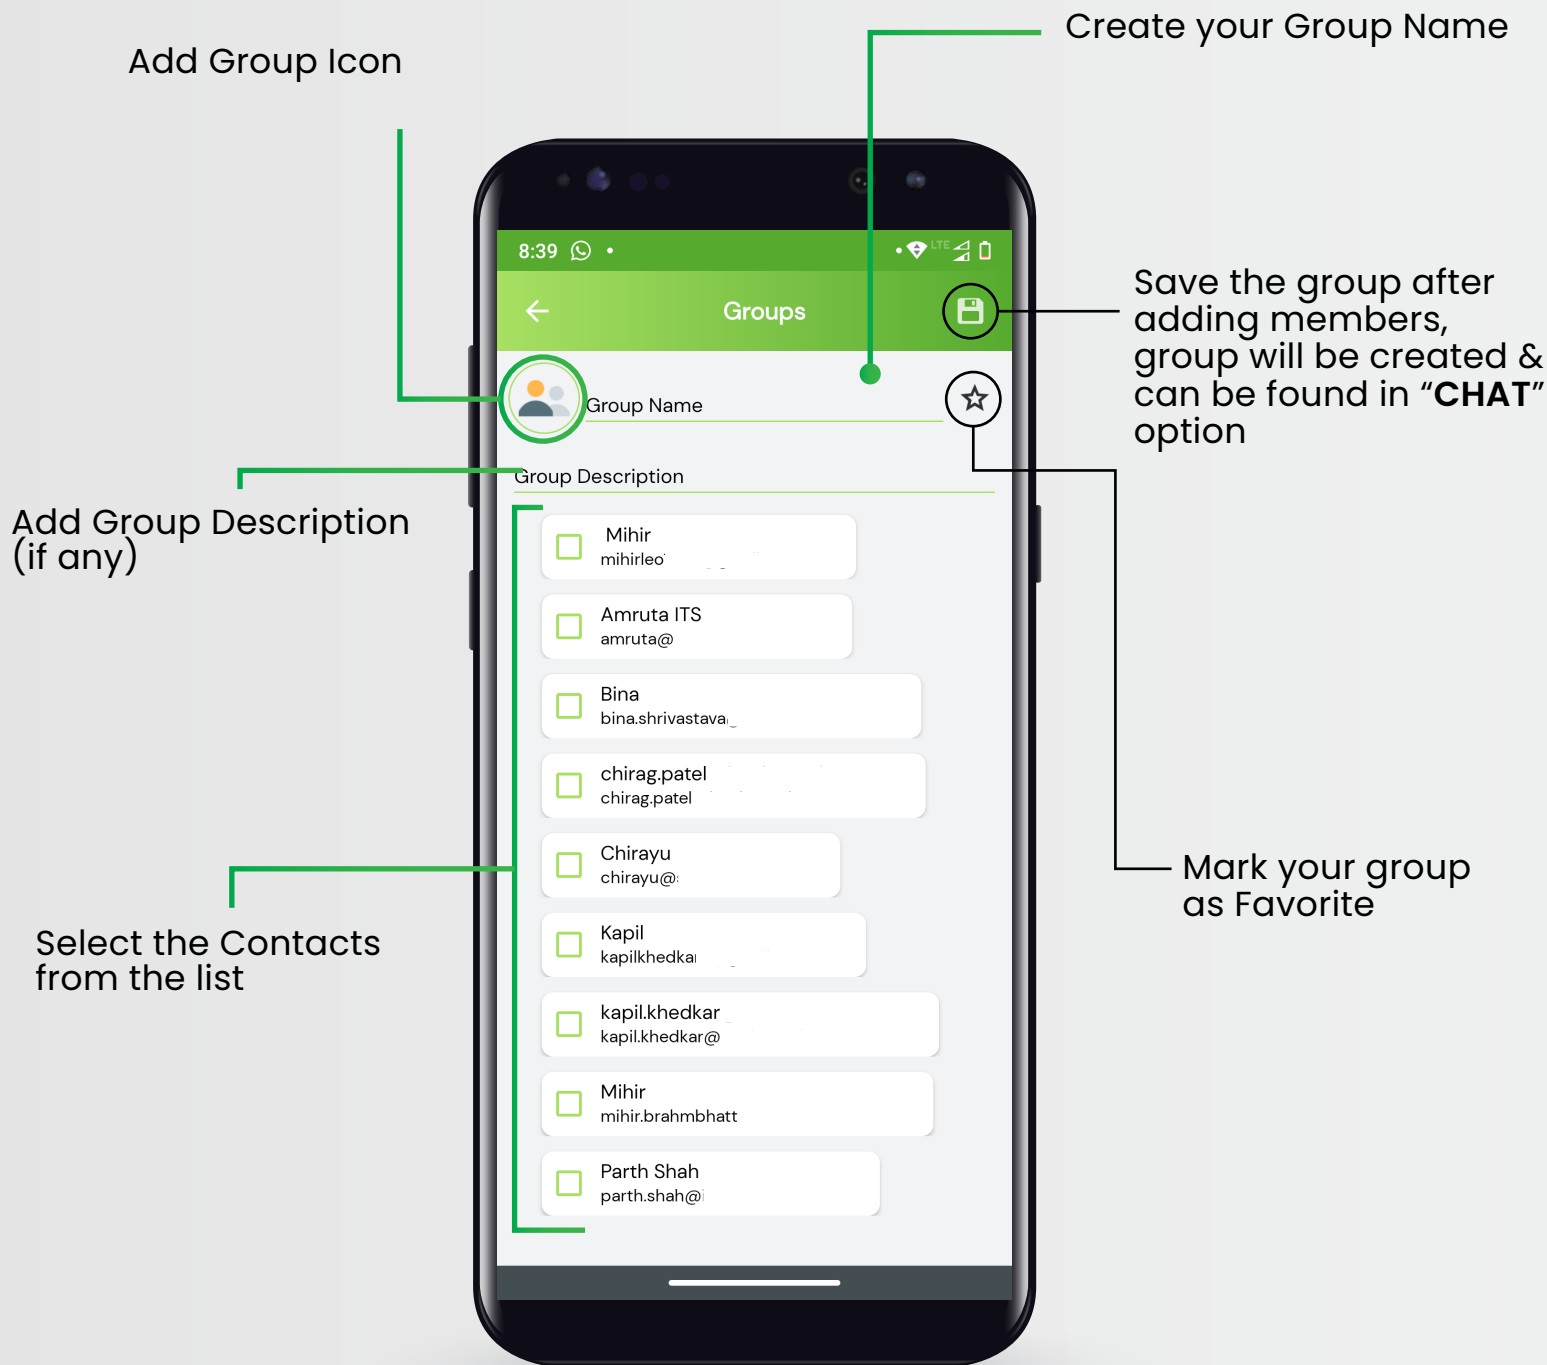 Create your Group Name
Add Group Icon
8:39
LTE
Groups
Save the group after
adding members,
group will be created &
can be found in “CHAT”
option
Group Name
Group Description
Add Group Description
(if any)
Mihir
mihirleo
Amruta ITS
amruta@
Bina
bina.shrivastava
chirag.patel
chirag.patel
Chirayu
chirayu@
Mark your group
as Favorite
Kapil
kapilkhedka
Select the Contacts
from the list
kapil.khedkar
kapil.khedkar@
Mihir
mihir.brahmbhatt
Parth Shah
parth.shah@